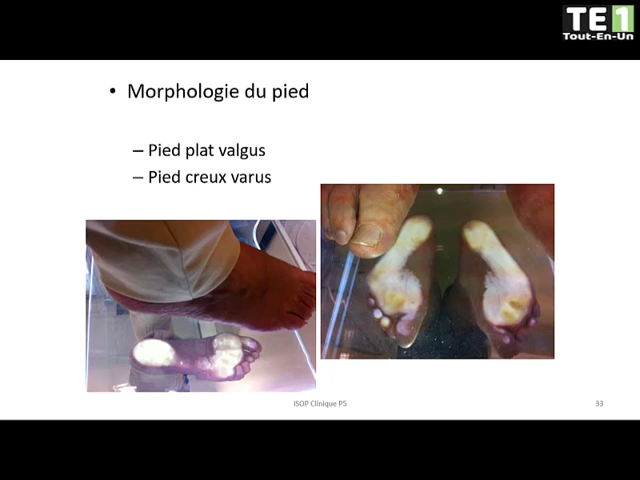 TE1
Tout-En-Un
• Morphologie du pied
– Pied plat valgus
– Pied creux varus
ISOP Clinique P5
33